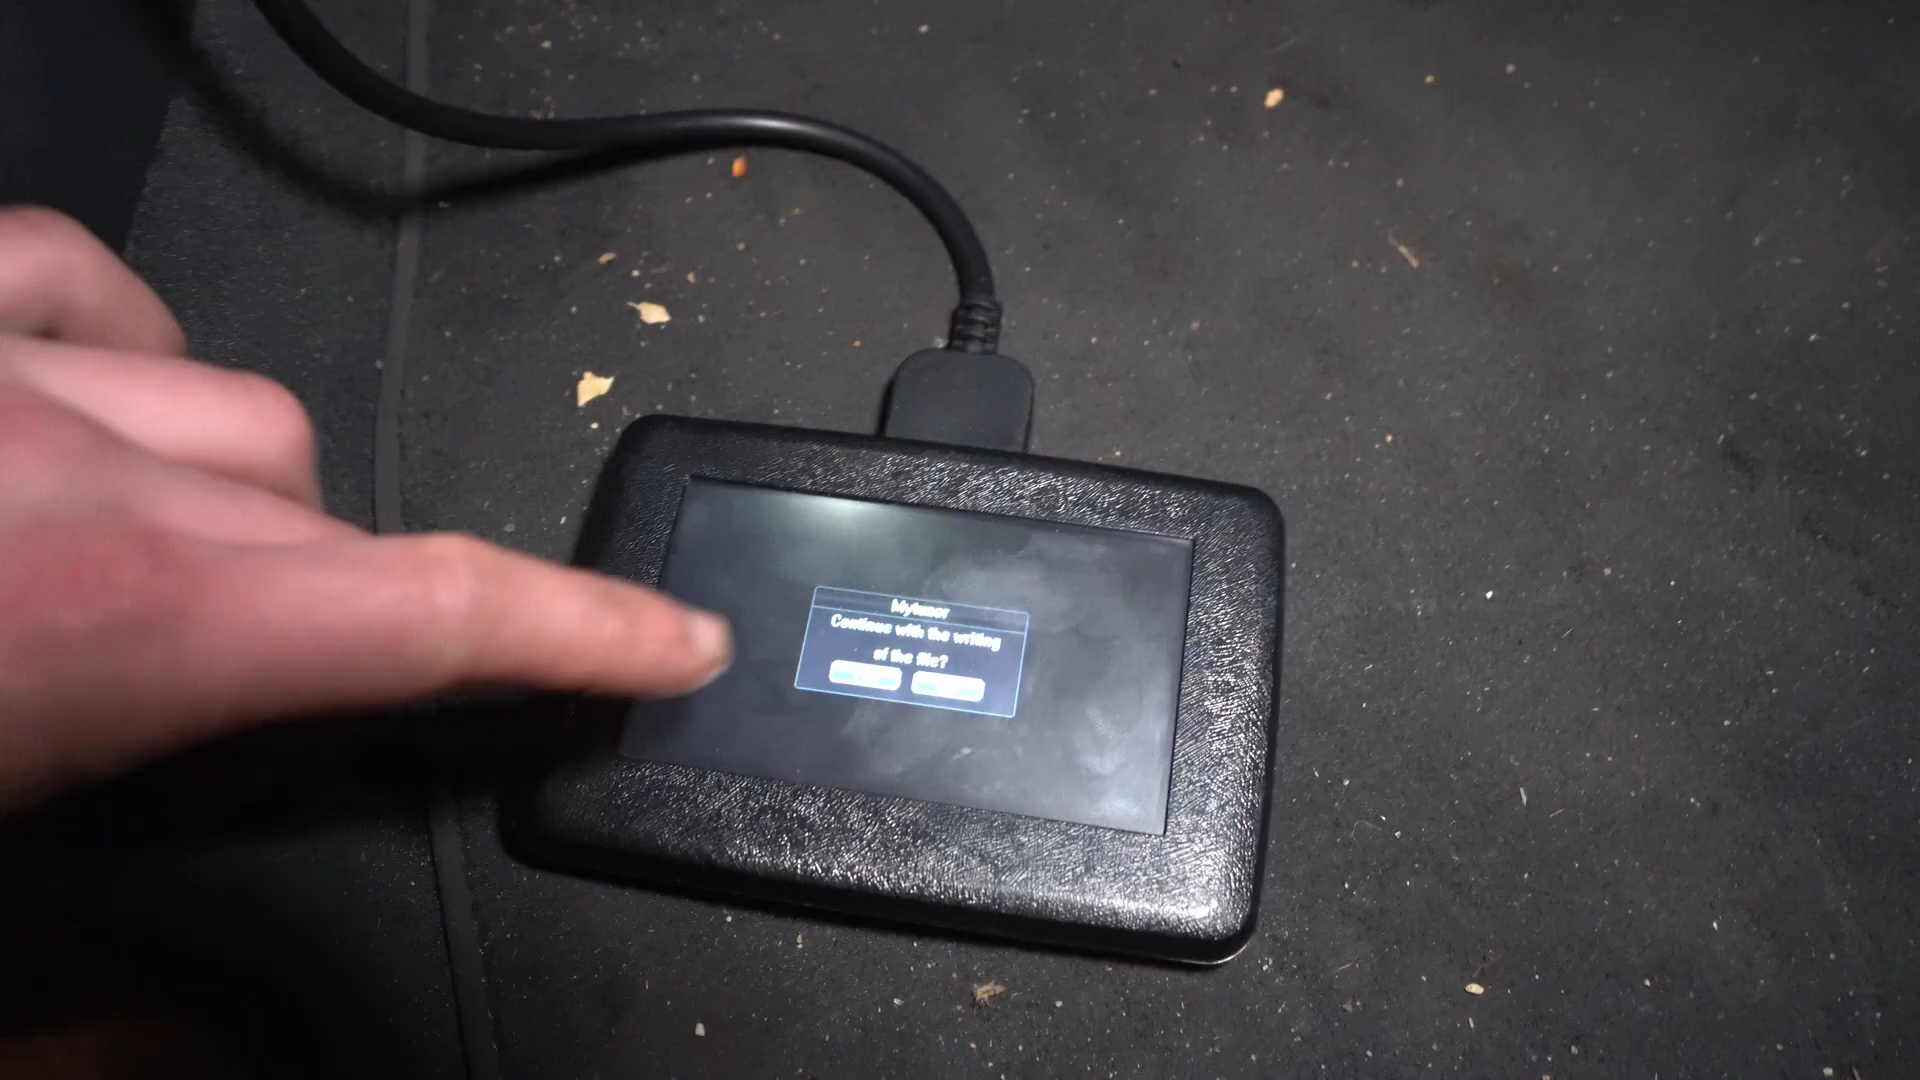 Mytuner
Continue with the writing
of the file?